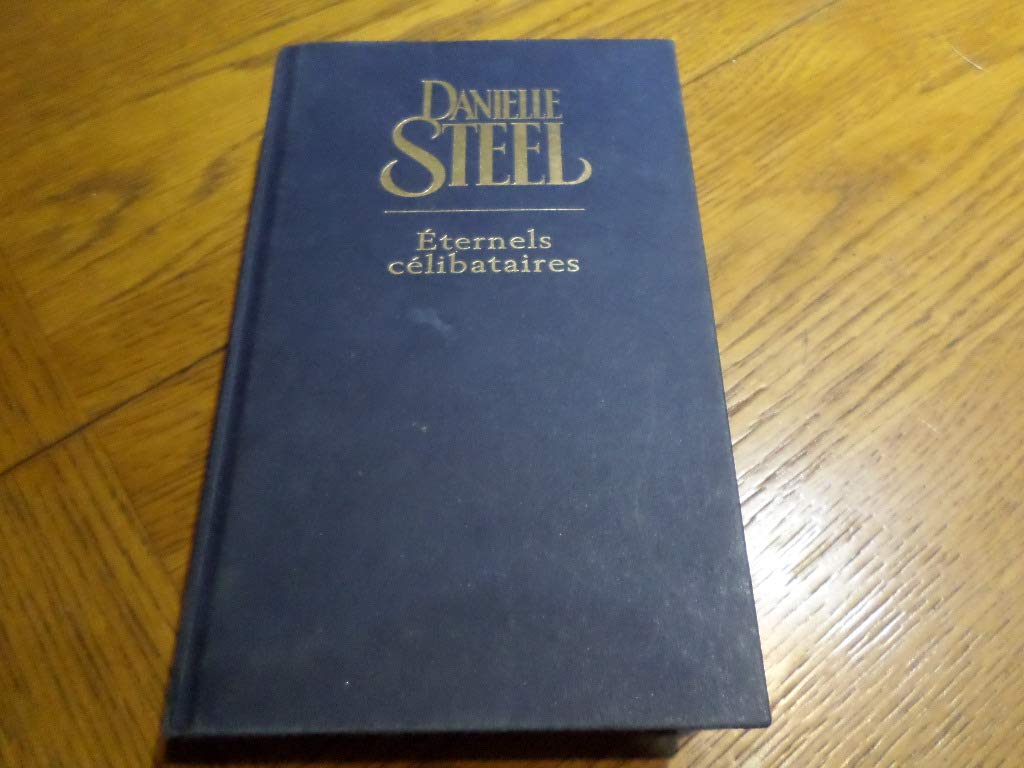 DANIELLE
STEEL
Éternels
célibataires